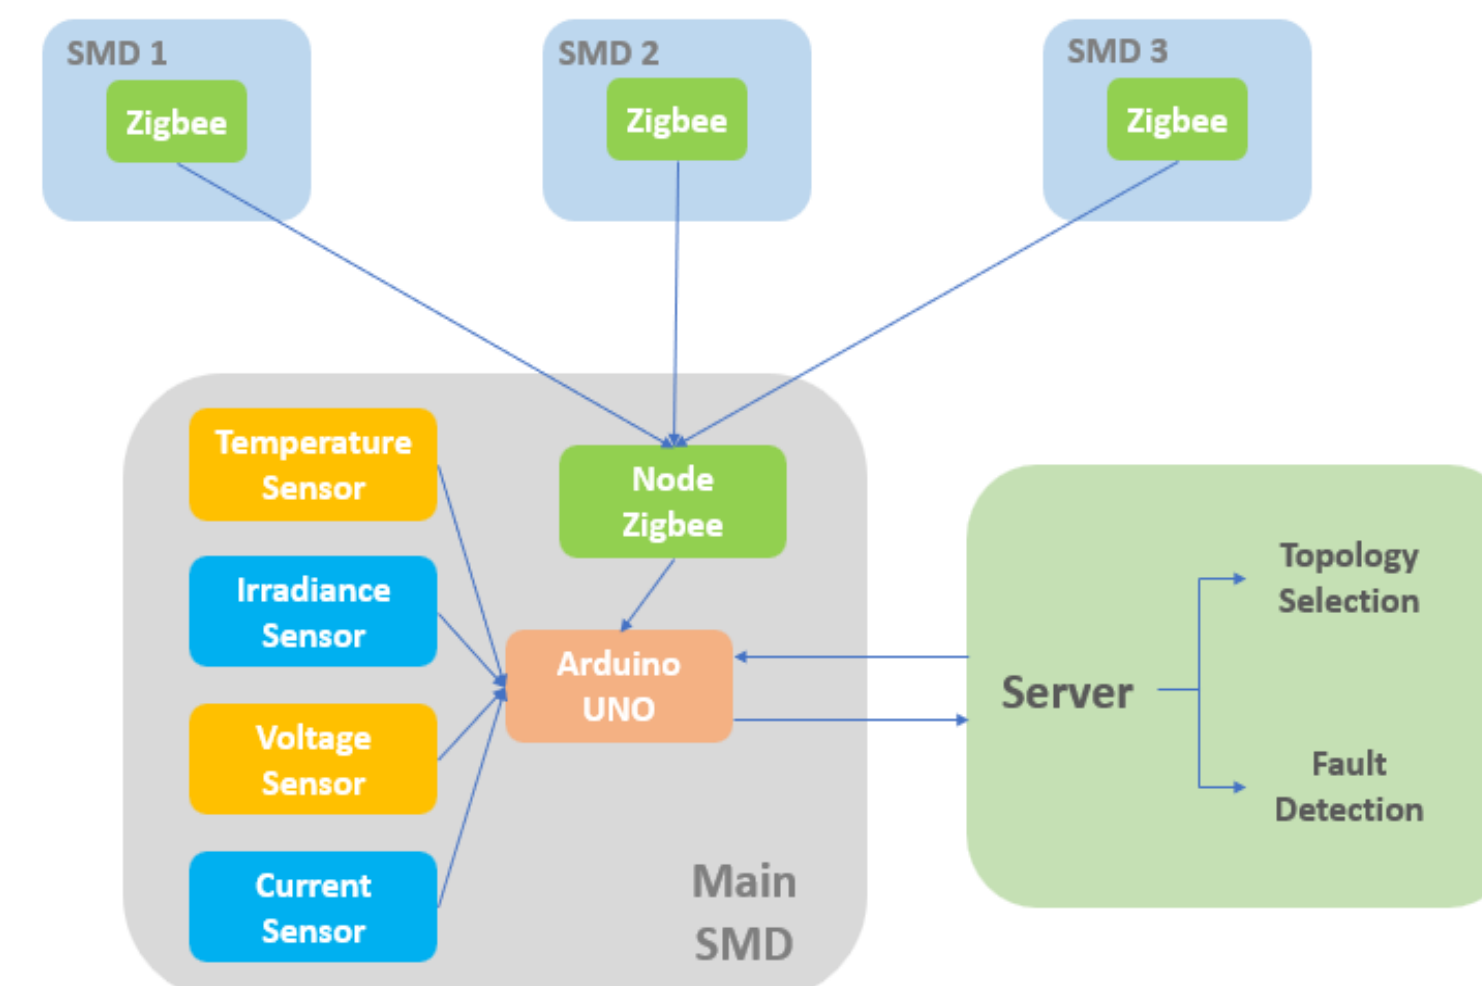 SMD 1
Zigbee
SMD 2
Zigbee
SMD 3
Zigbee
Temperature
Sensor
Irradiance
Sensor
Voltage
Sensor
Current
Sensor
Node
Zigbee
Arduino
UNO
Main
SMD
Server
Topology
Selection
Fault
Detection